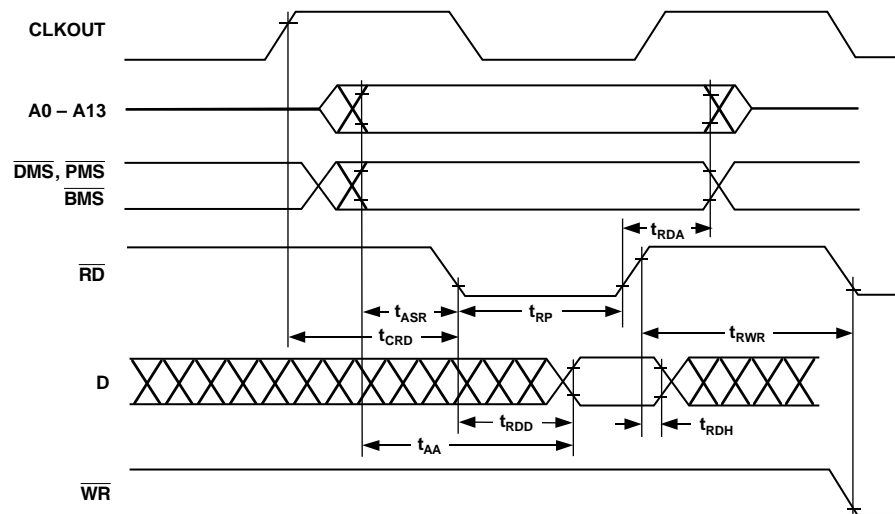 CLKOUT
A0 – A13
DMS, PMS
BMS
tRDA
RD
tASR
tRP
tCRD
tRWR
D
tRDD
tRDH
tAA
WR